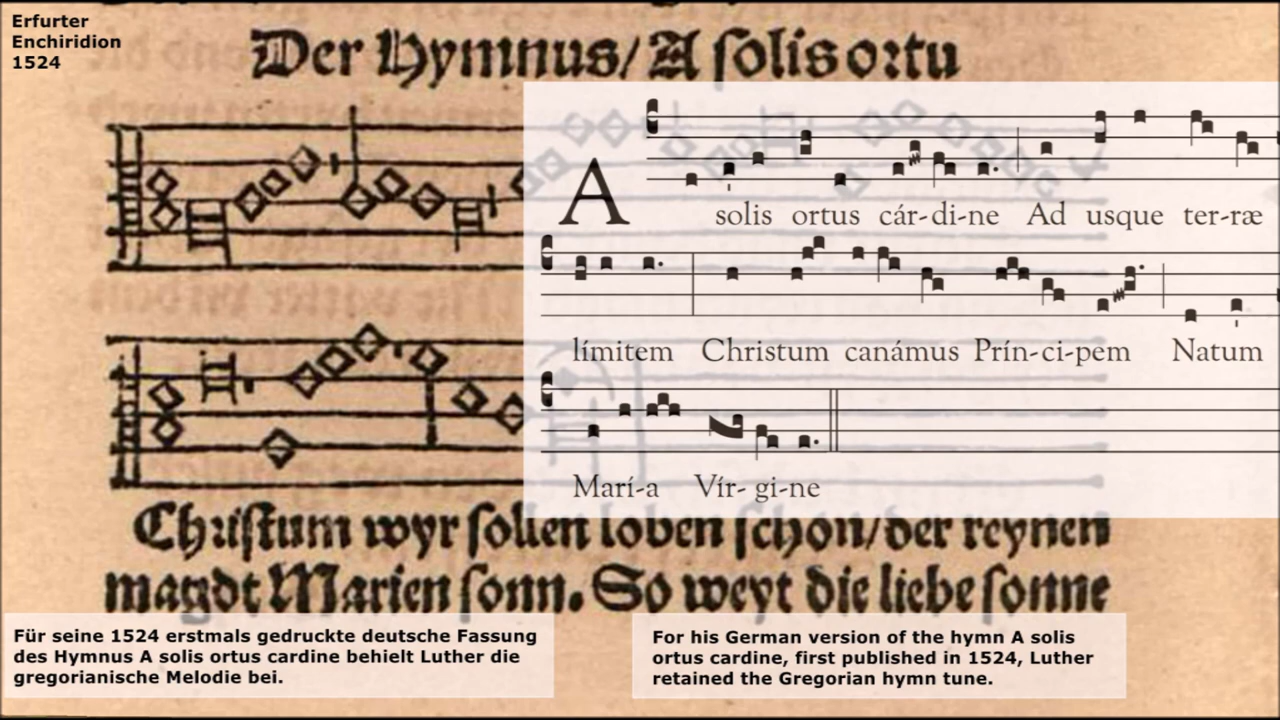 Erfurter
Enchiridion
1524
Der Hymnus/ A ſolis oꝛtu
A solis ortus cár-di-ne Ad usque ter-ræ
límitem Christum canámus Prín-ci-pem Natum
Marí-a Vír-gi-ne
Chꝛiſtum wyr ſollen loben ſchon/ der reynen
magdt Marien ſonn. So weyt die liebe ſonne
Für seine 1524 erstmals gedruckte deutsche Fassung
des Hymnus A solis ortus cardine behielt Luther die
gregorianische Melodie bei.
For his German version of the hymn A solis
ortus cardine, first published in 1524, Luther
retained the Gregorian hymn tune.